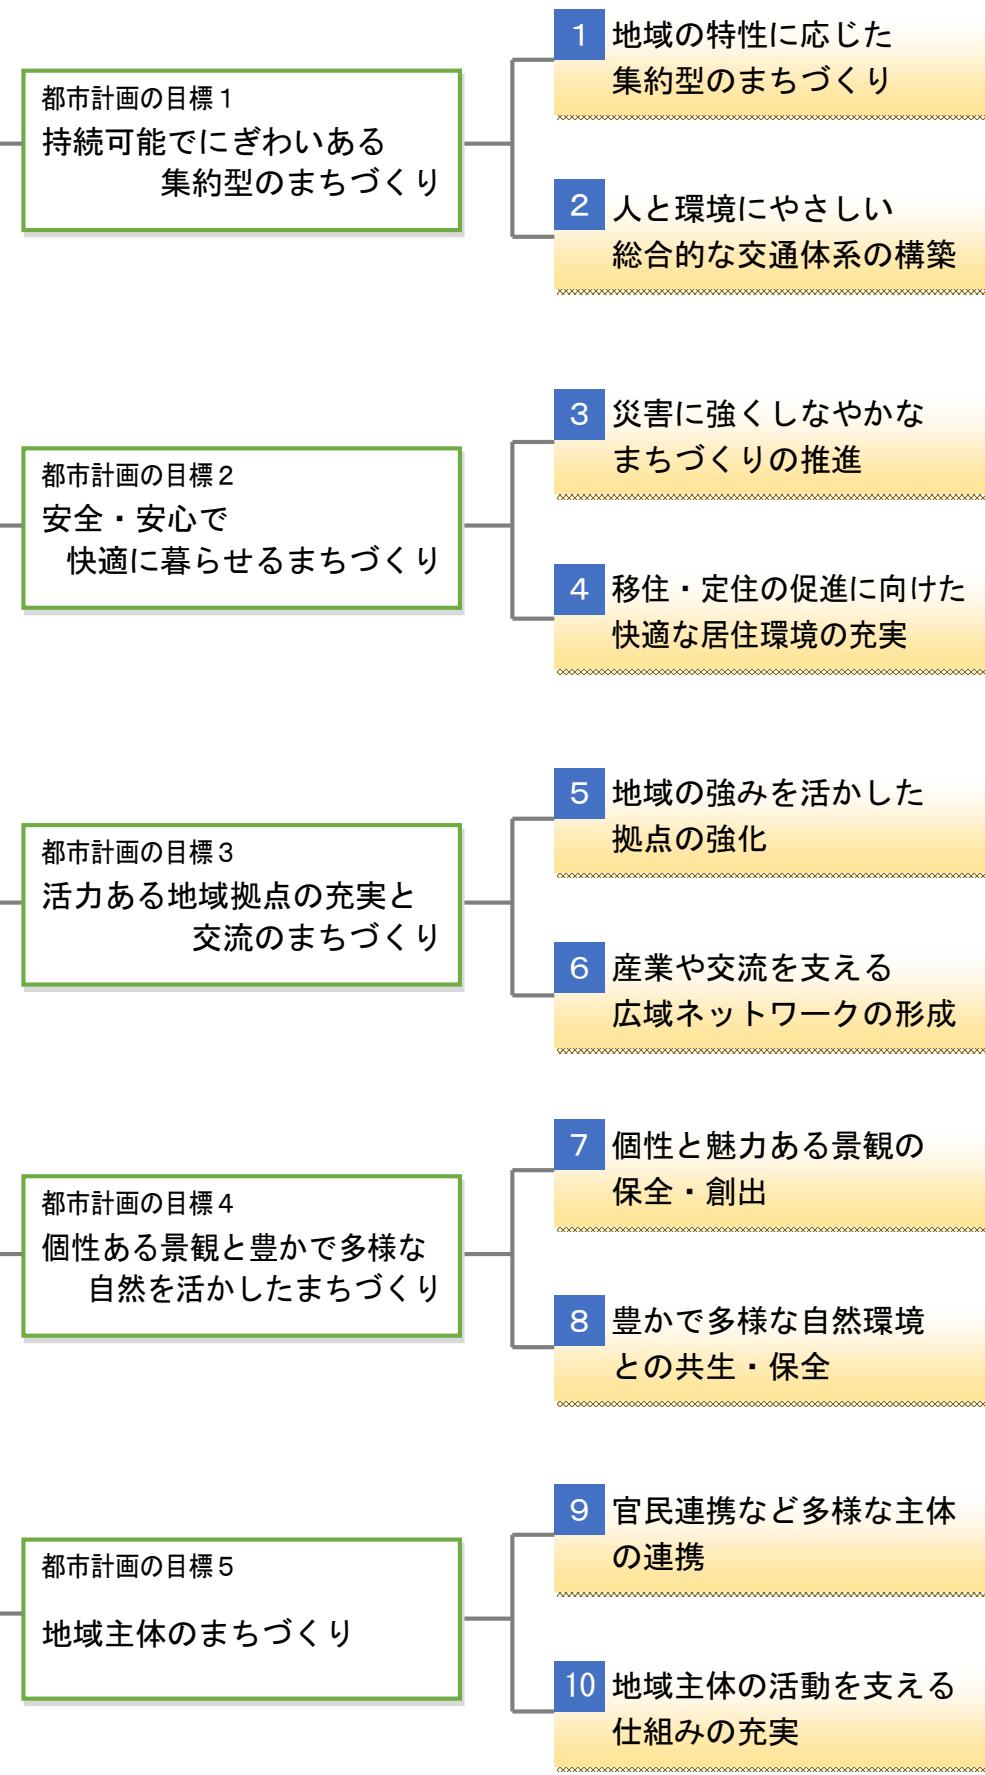 都市計画の目標1
持続可能でにぎわいある
集約型のまちづくり
1
地域の特性に応じた
集約型のまちづくり
2
人と環境にやさしい
総合的な交通体系の構築
都市計画の目標2
安全・安心で
快適に暮らせるまちづくり
3
災害に強くしなやかな
まちづくりの推進
4
移住・定住の促進に向けた
快適な居住環境の充実
都市計画の目標3
活力ある地域拠点の充実と
交流のまちづくり
5
地域の強みを活かした
拠点の強化
6
産業や交流を支える
広域ネットワークの形成
都市計画の目標4
個性ある景観と豊かで多様な
自然を活かしたまちづくり
7
個性と魅力ある景観の
保全・創出
8
豊かで多様な自然環境
との共生・保全
都市計画の目標5
地域主体のまちづくり
9
官民連携など多様な主体
の連携
10
地域主体の活動を支える
仕組みの充実